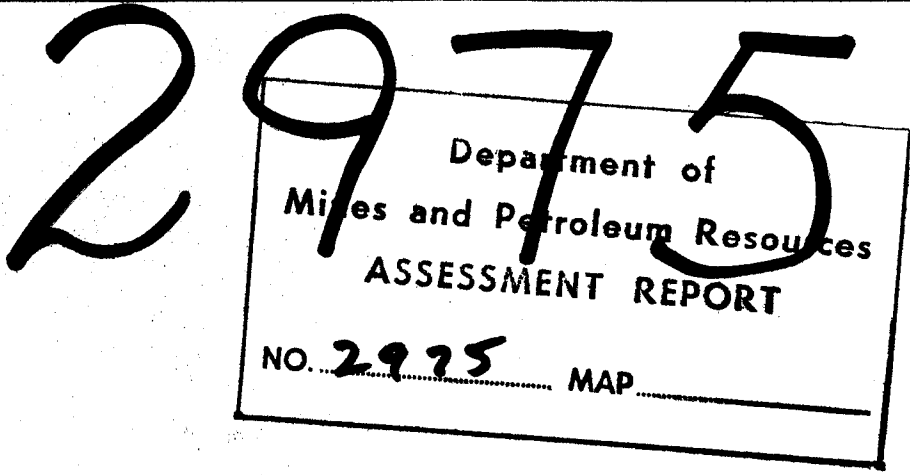 2975
Department of
Mines and Petroleum Resources
ASSESSMENT REPORT
NO. 2975 MAP